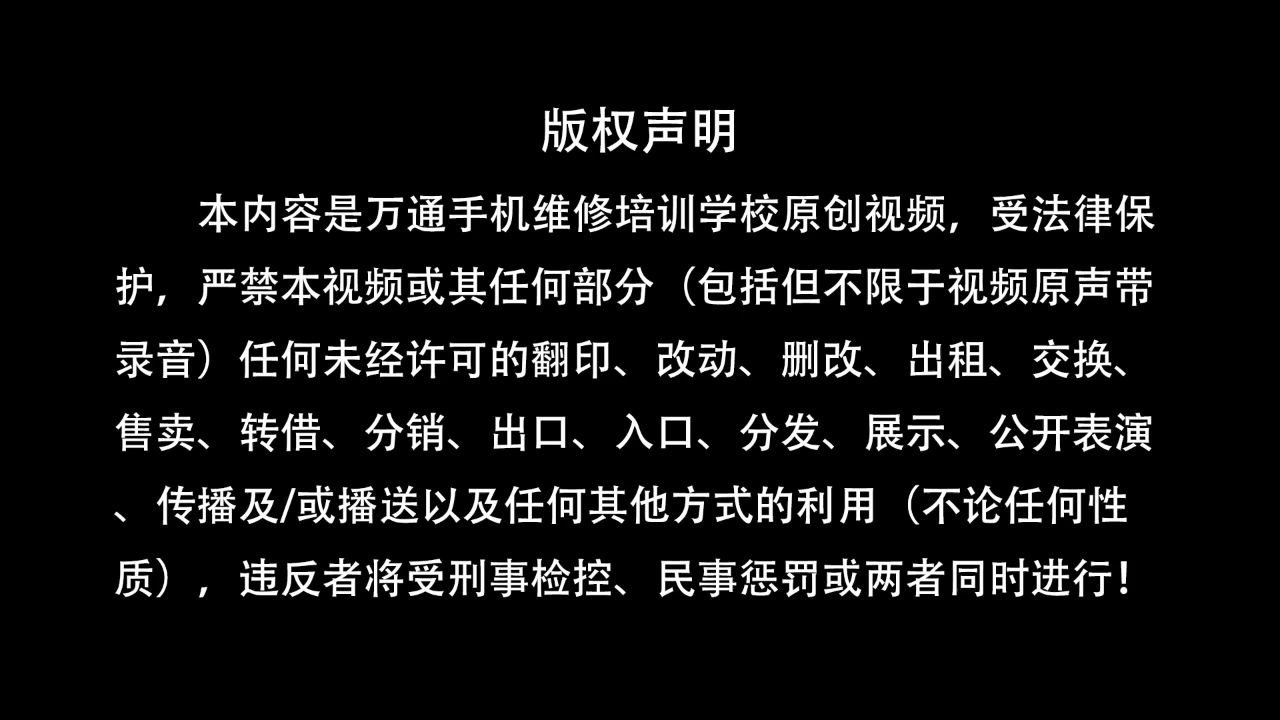 版权声明
本内容是万通手机维修培训学校原创视频，受法律保
护，严禁本视频或其任何部分（包括但不限于视频原声带
录音）任何未经许可的翻印、改动、删改、出租、交换、
售卖、转借、分销、出口、入口、分发、展示、公开表演
、传播及/或播送以及任何其他方式的利用（不论任何性
质），违反者将受刑事检控、民事惩罚或两者同时进行！